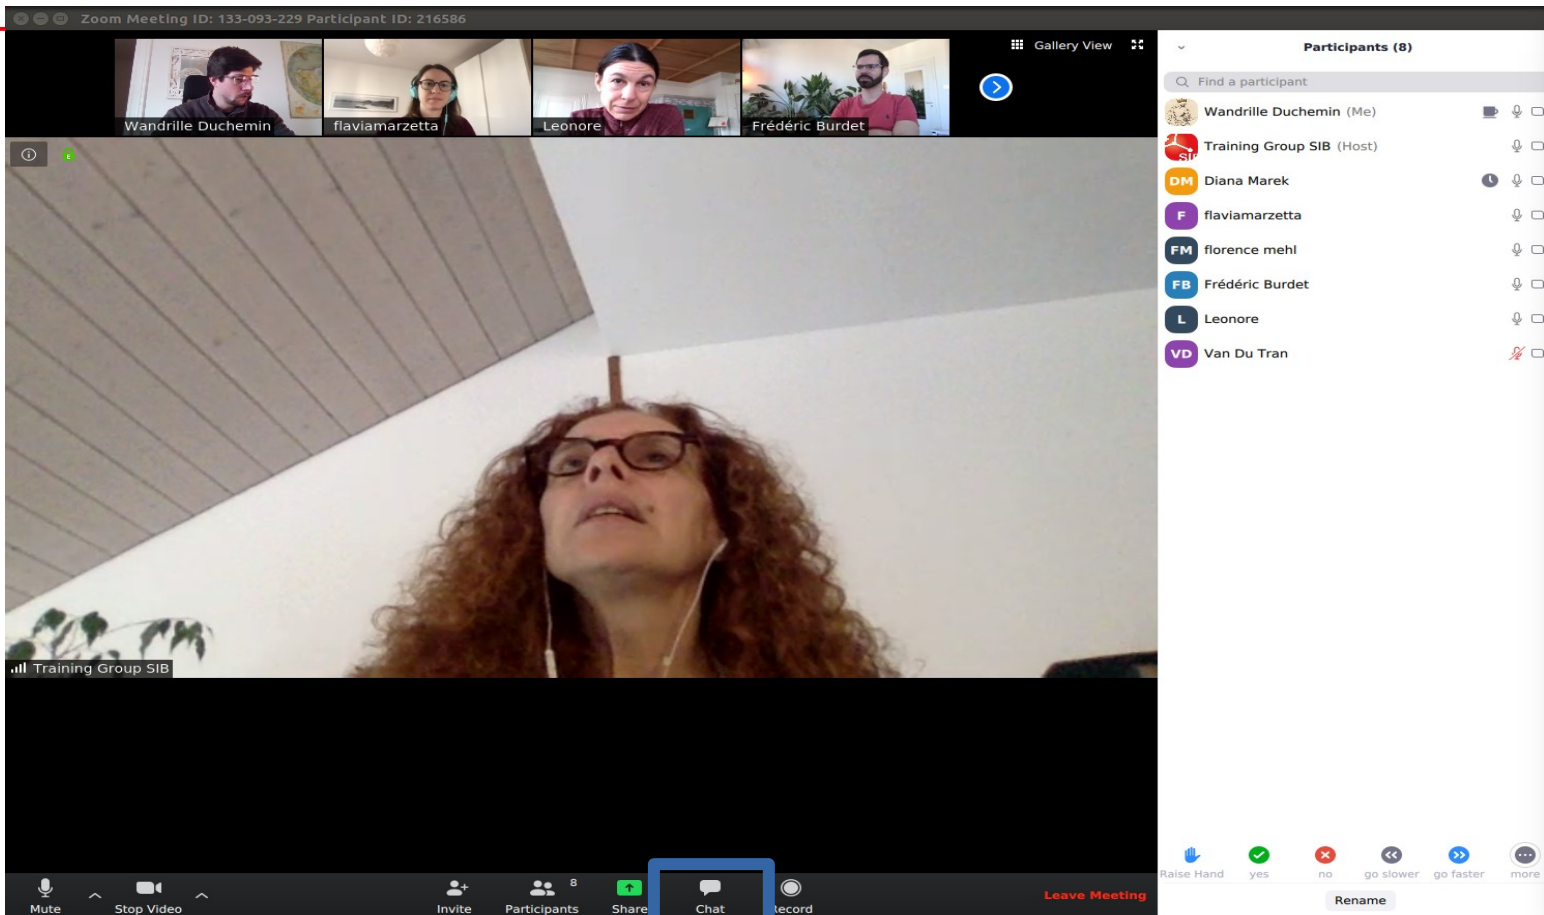 Zoom Meeting ID: 133-093-229 Participant ID: 216586
Wandrille Duchemin
flaviamarzetta
Leonore
Frédéric Burdet
Gallery View
Training Group SIB
Mute
Stop Video
Invite
Participants
8
Share
Chat
ecord
Leave Meeting
Participants (8)
Find a participant
Wandrille Duchemin (Me)
SIB
Training Group SIB (Host)
DM Diana Marek
F flaviamarzetta
FM florence mehl
FB Frédéric Burdet
L Leonore
VD Van Du Tran
Raise Hand
yes
no
go slower
go faster
more
Rename